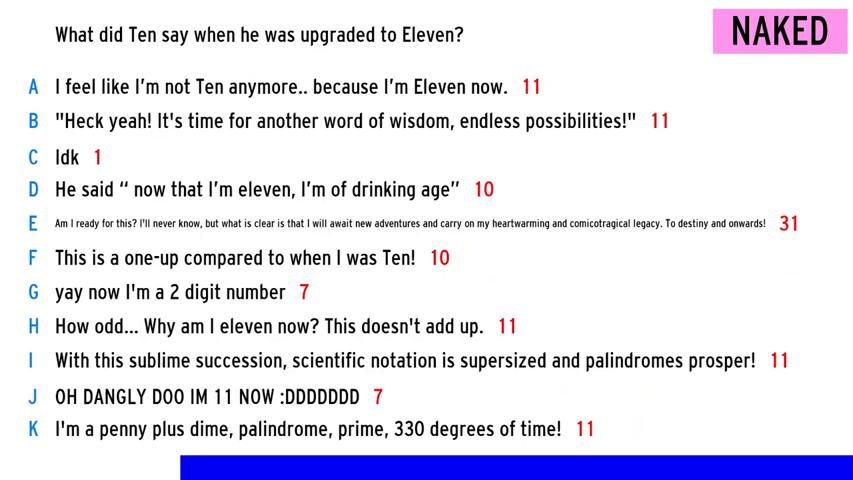 What did Ten say when he was upgraded to Eleven?
NAKED
A I feel like I'm not Ten anymore.. because I'm Eleven now. 11
B "Heck yeah! It's time for another word of wisdom, endless possibilities!" 11
C Idk 1
D He said “ now that I'm eleven, I'm of drinking age” 10
E Am I ready for this? I'll never know, but what is clear is that I will await new adventures and carry on my heartwarming and comicotragical legacy. To destiny and onwards! 31
F This is a one-up compared to when I was Ten! 10
G yay now I'm a 2 digit number 7
H How odd... Why am I eleven now? This doesn't add up. 11
I With this sublime succession, scientific notation is supersized and palindromes prosper! 11
J OH DANGLY DOO IM 11 NOW :DDDDDDD 7
K I'm a penny plus dime, palindrome, prime, 330 degrees of time! 11